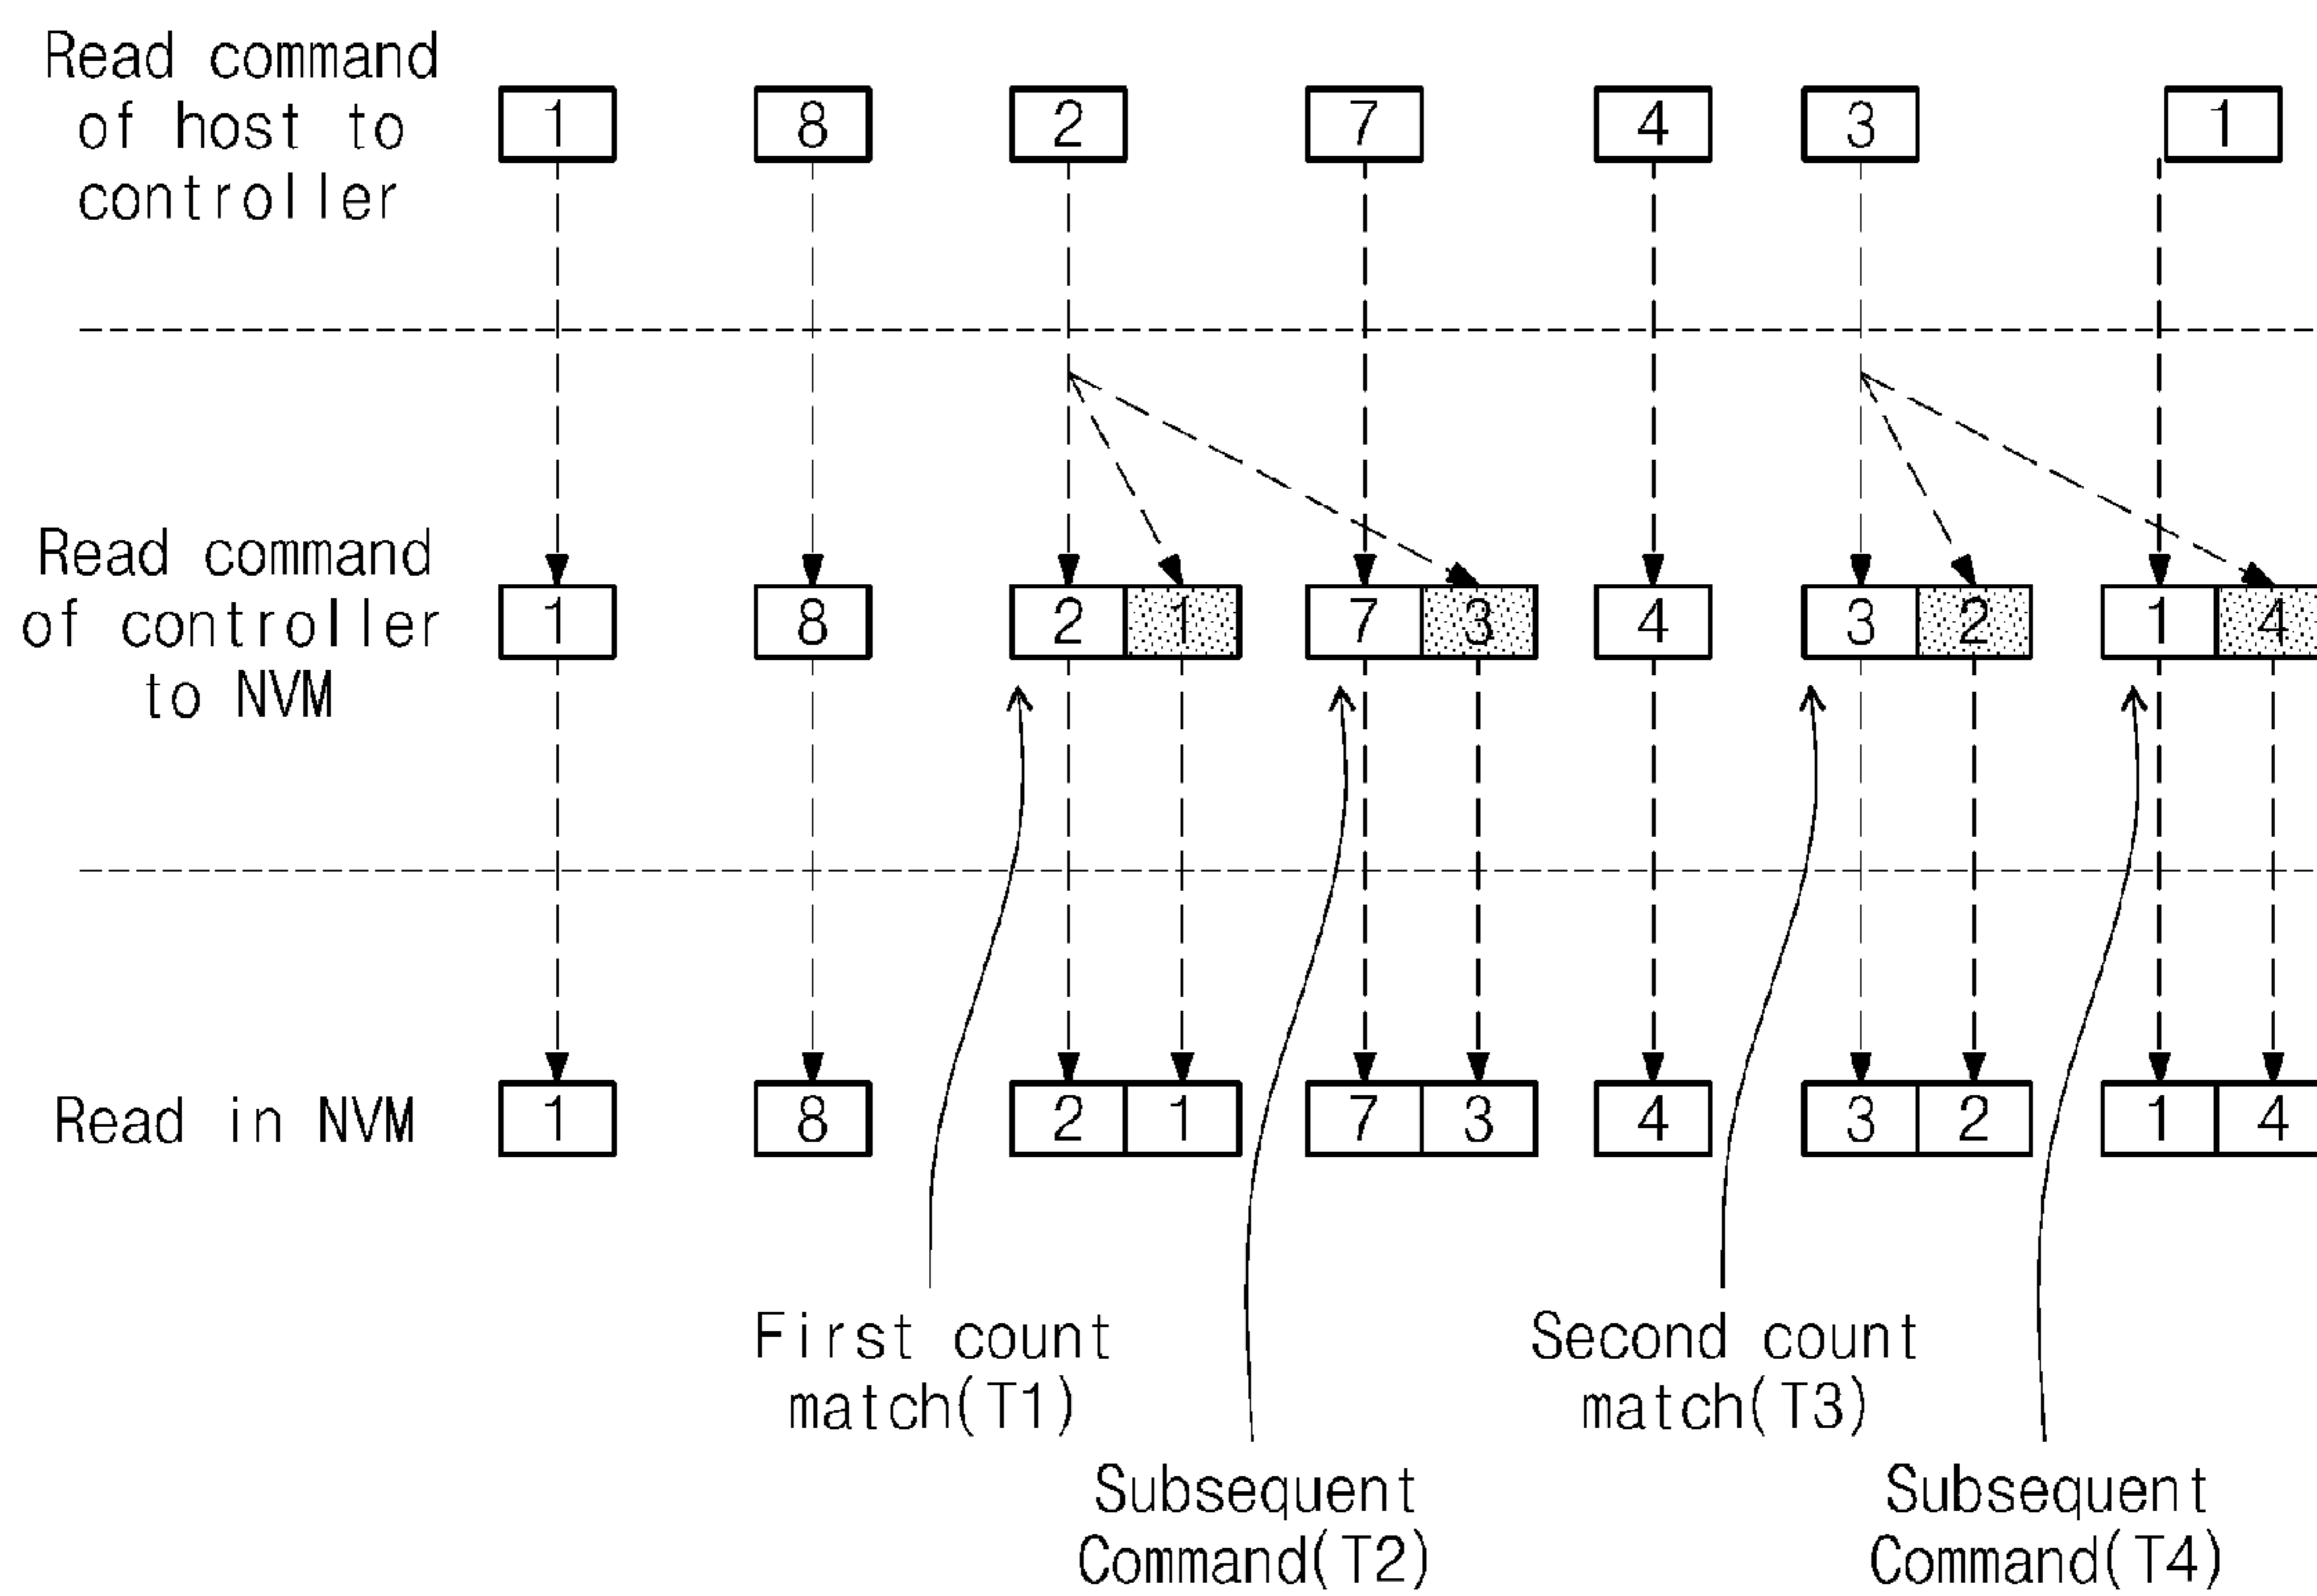 Read command
of host to
controller
1 8 2 7 4 3 1
Read command
of controller
to NVM
1 8 2 1 7 3 4 3 2 1 4
Read in NVM
1 8 2 1 7 3 4 3 2 1 4
First count
match(T1)
Second count
match(T3)
Subsequent
Command(T2)
Subsequent
Command(T4)